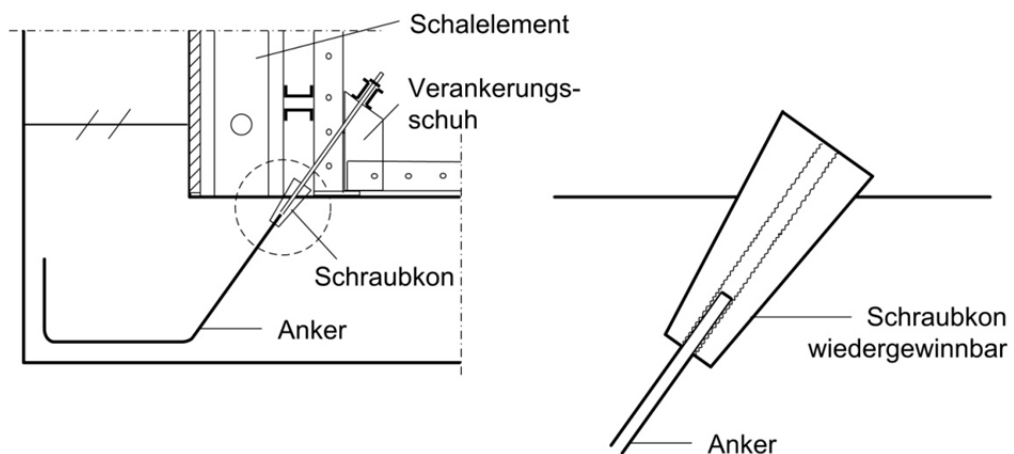 Schalelement
Verankerungs-
schuh
Schraubkon
Anker
Schraubkon
wiedergewinnbar
Anker